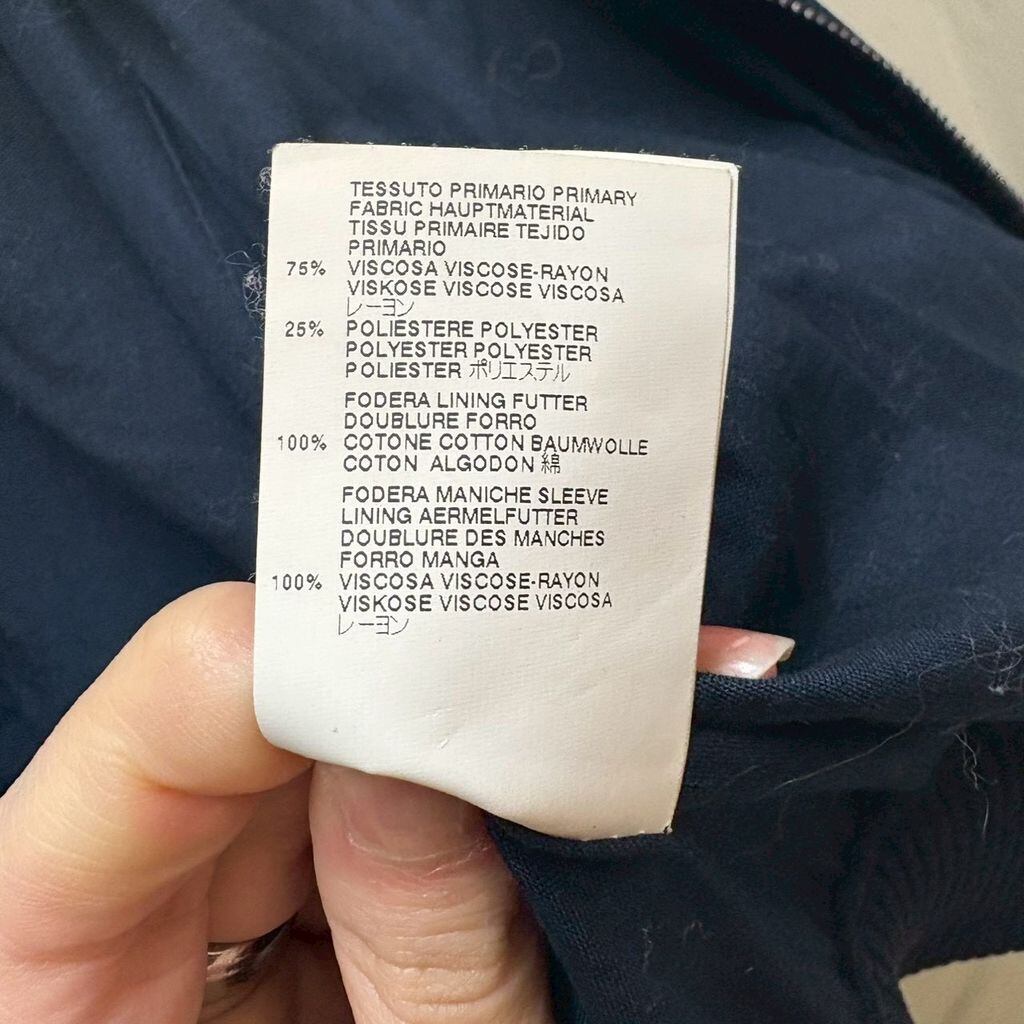 TESSUTO PRIMARIO PRIMARY
FABRIC HAUPTMATERIAL
TISSU PRIMAIRE TEJIDO
PRIMARIO
75% VISCOSA VISCOSE-RAYON
VISKOSE VISCOSE VISCOSA
レーヨン
25% POLIESTERE POLYESTER
POLYESTER POLYESTER
POLIESTER ポリエステル
FODERA LINING FUTTER
DOUBLURE FORRO
100% COTONE COTTON BAUMWOLLE
COTON ALGODON 綿
FODERA MANICHE SLEEVE
LINING AERMELFUTTER
DOUBLURE DES MANCHES
FORRO MANGA
100% VISCOSA VISCOSE-RAYON
VISKOSE VISCOSE VISCOSA
レーヨン